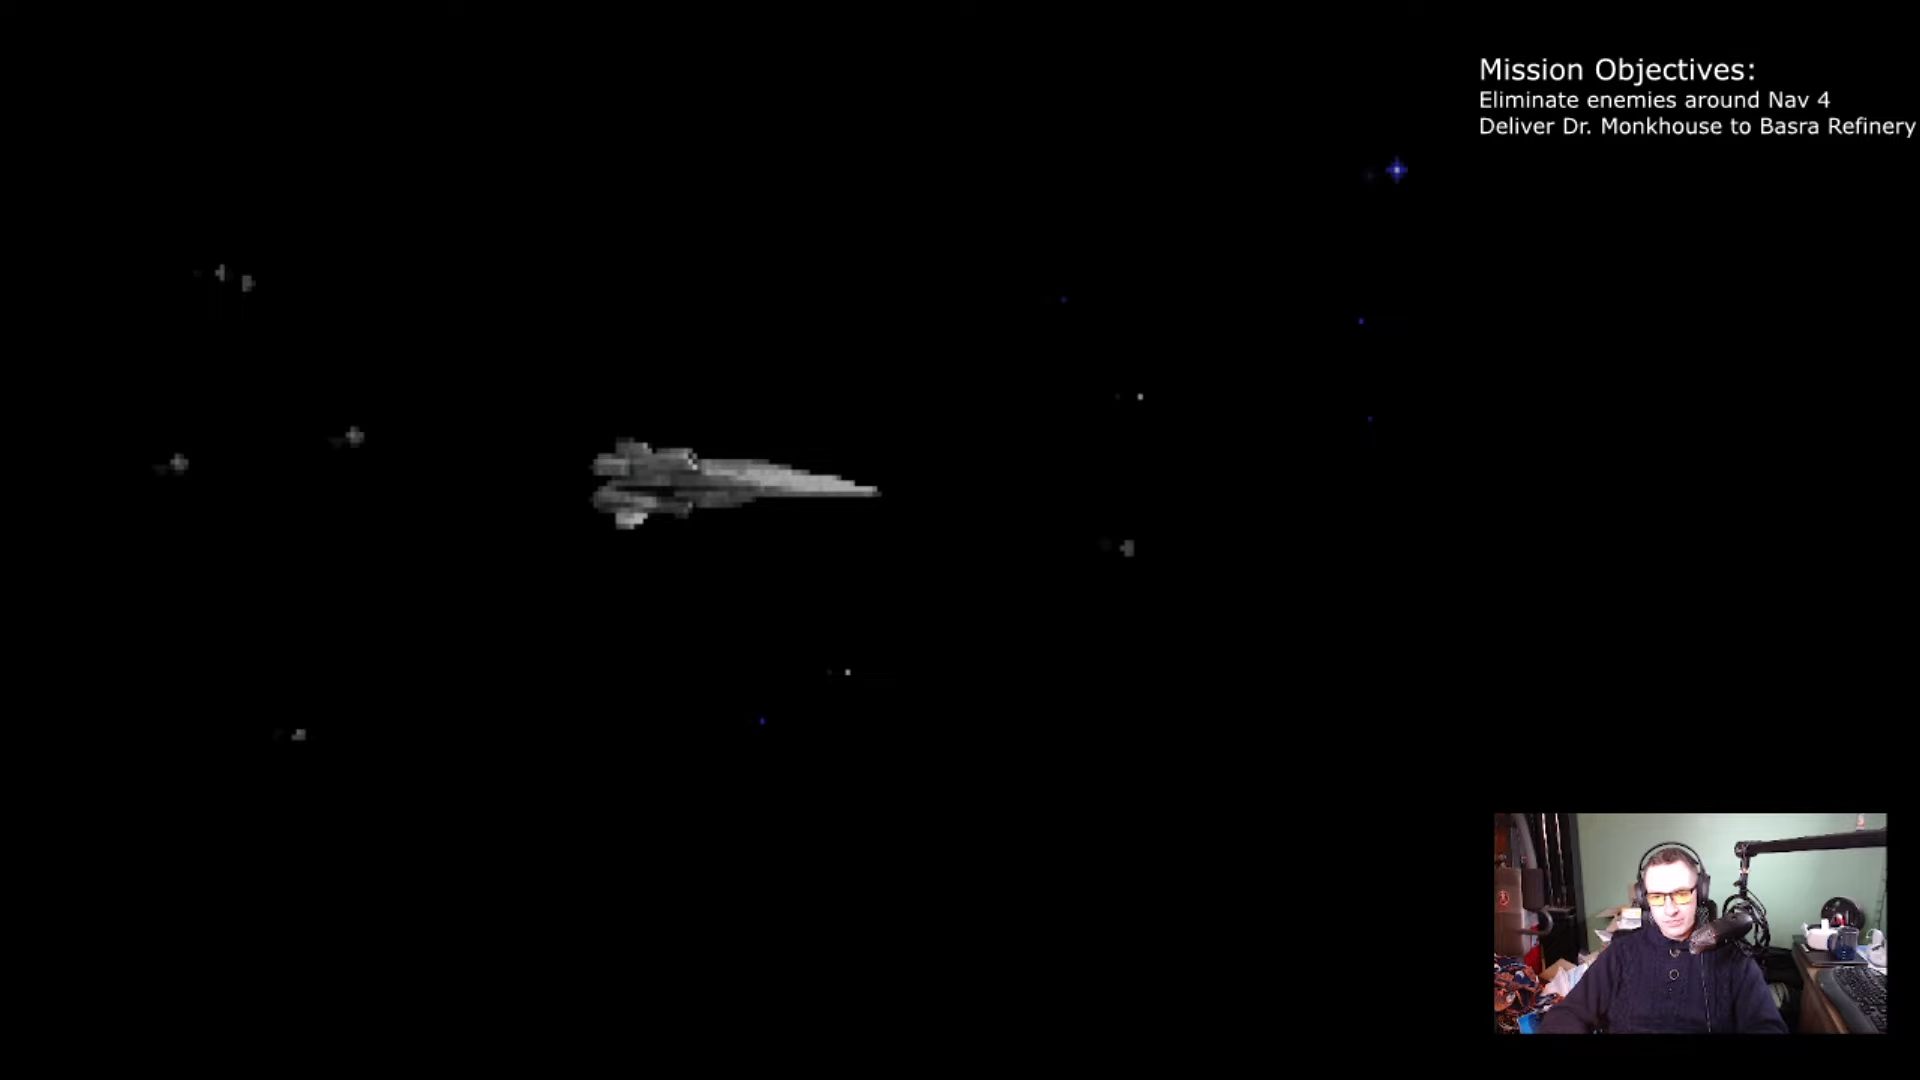 Mission Objectives:
Eliminate enemies around Nav 4
Deliver Dr. Monkhouse to Basra Refinery